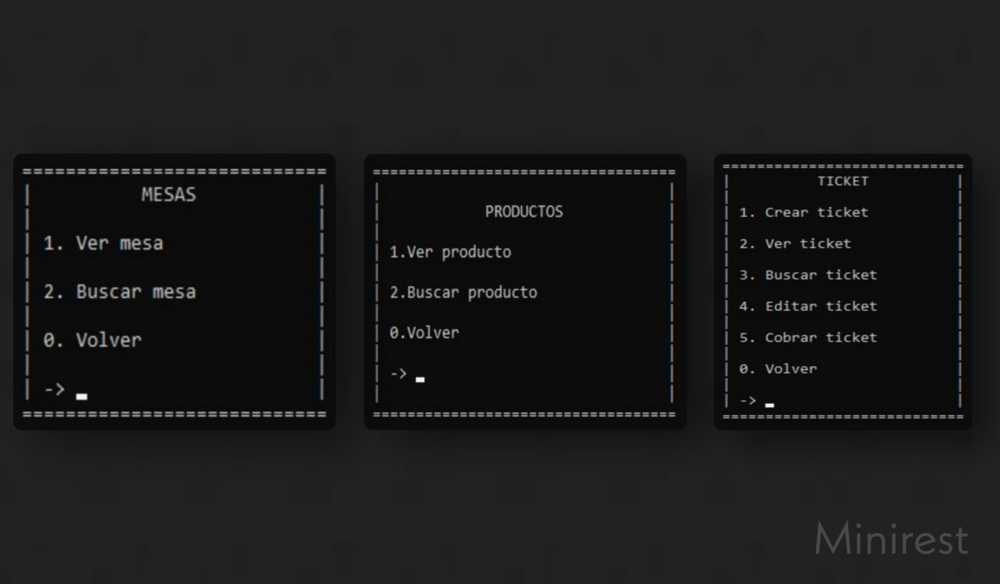 ============================
MESAS
1. Ver mesa
2. Buscar mesa
0. Volver
-> _
============================
===================================
PRODUCTOS
1.Ver producto
2.Buscar producto
0.Volver
-> _
===================================
============================
TICKET
1. Crear ticket
2. Ver ticket
3. Buscar ticket
4. Editar ticket
5. Cobrar ticket
0. Volver
-> _
============================
Minirest